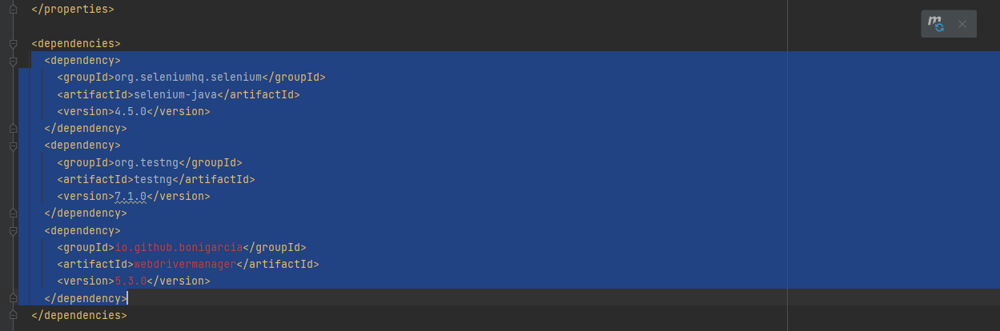 </properties>
m
<dependencies>
<dependency>
<groupId>org.seleniumhq.selenium</groupId>
<artifactId>selenium-java</artifactId>
<version>4.5.0</version>
</dependency>
<dependency>
<groupId>org.testng</groupId>
<artifactId>testng</artifactId>
<version>7.1.0</version>
</dependency>
<dependency>
<groupId>io.github.bonigarcia</groupId>
<artifactId>webdrivermanager</artifactId>
<version>5.3.0</version>
</dependency>
</dependencies>